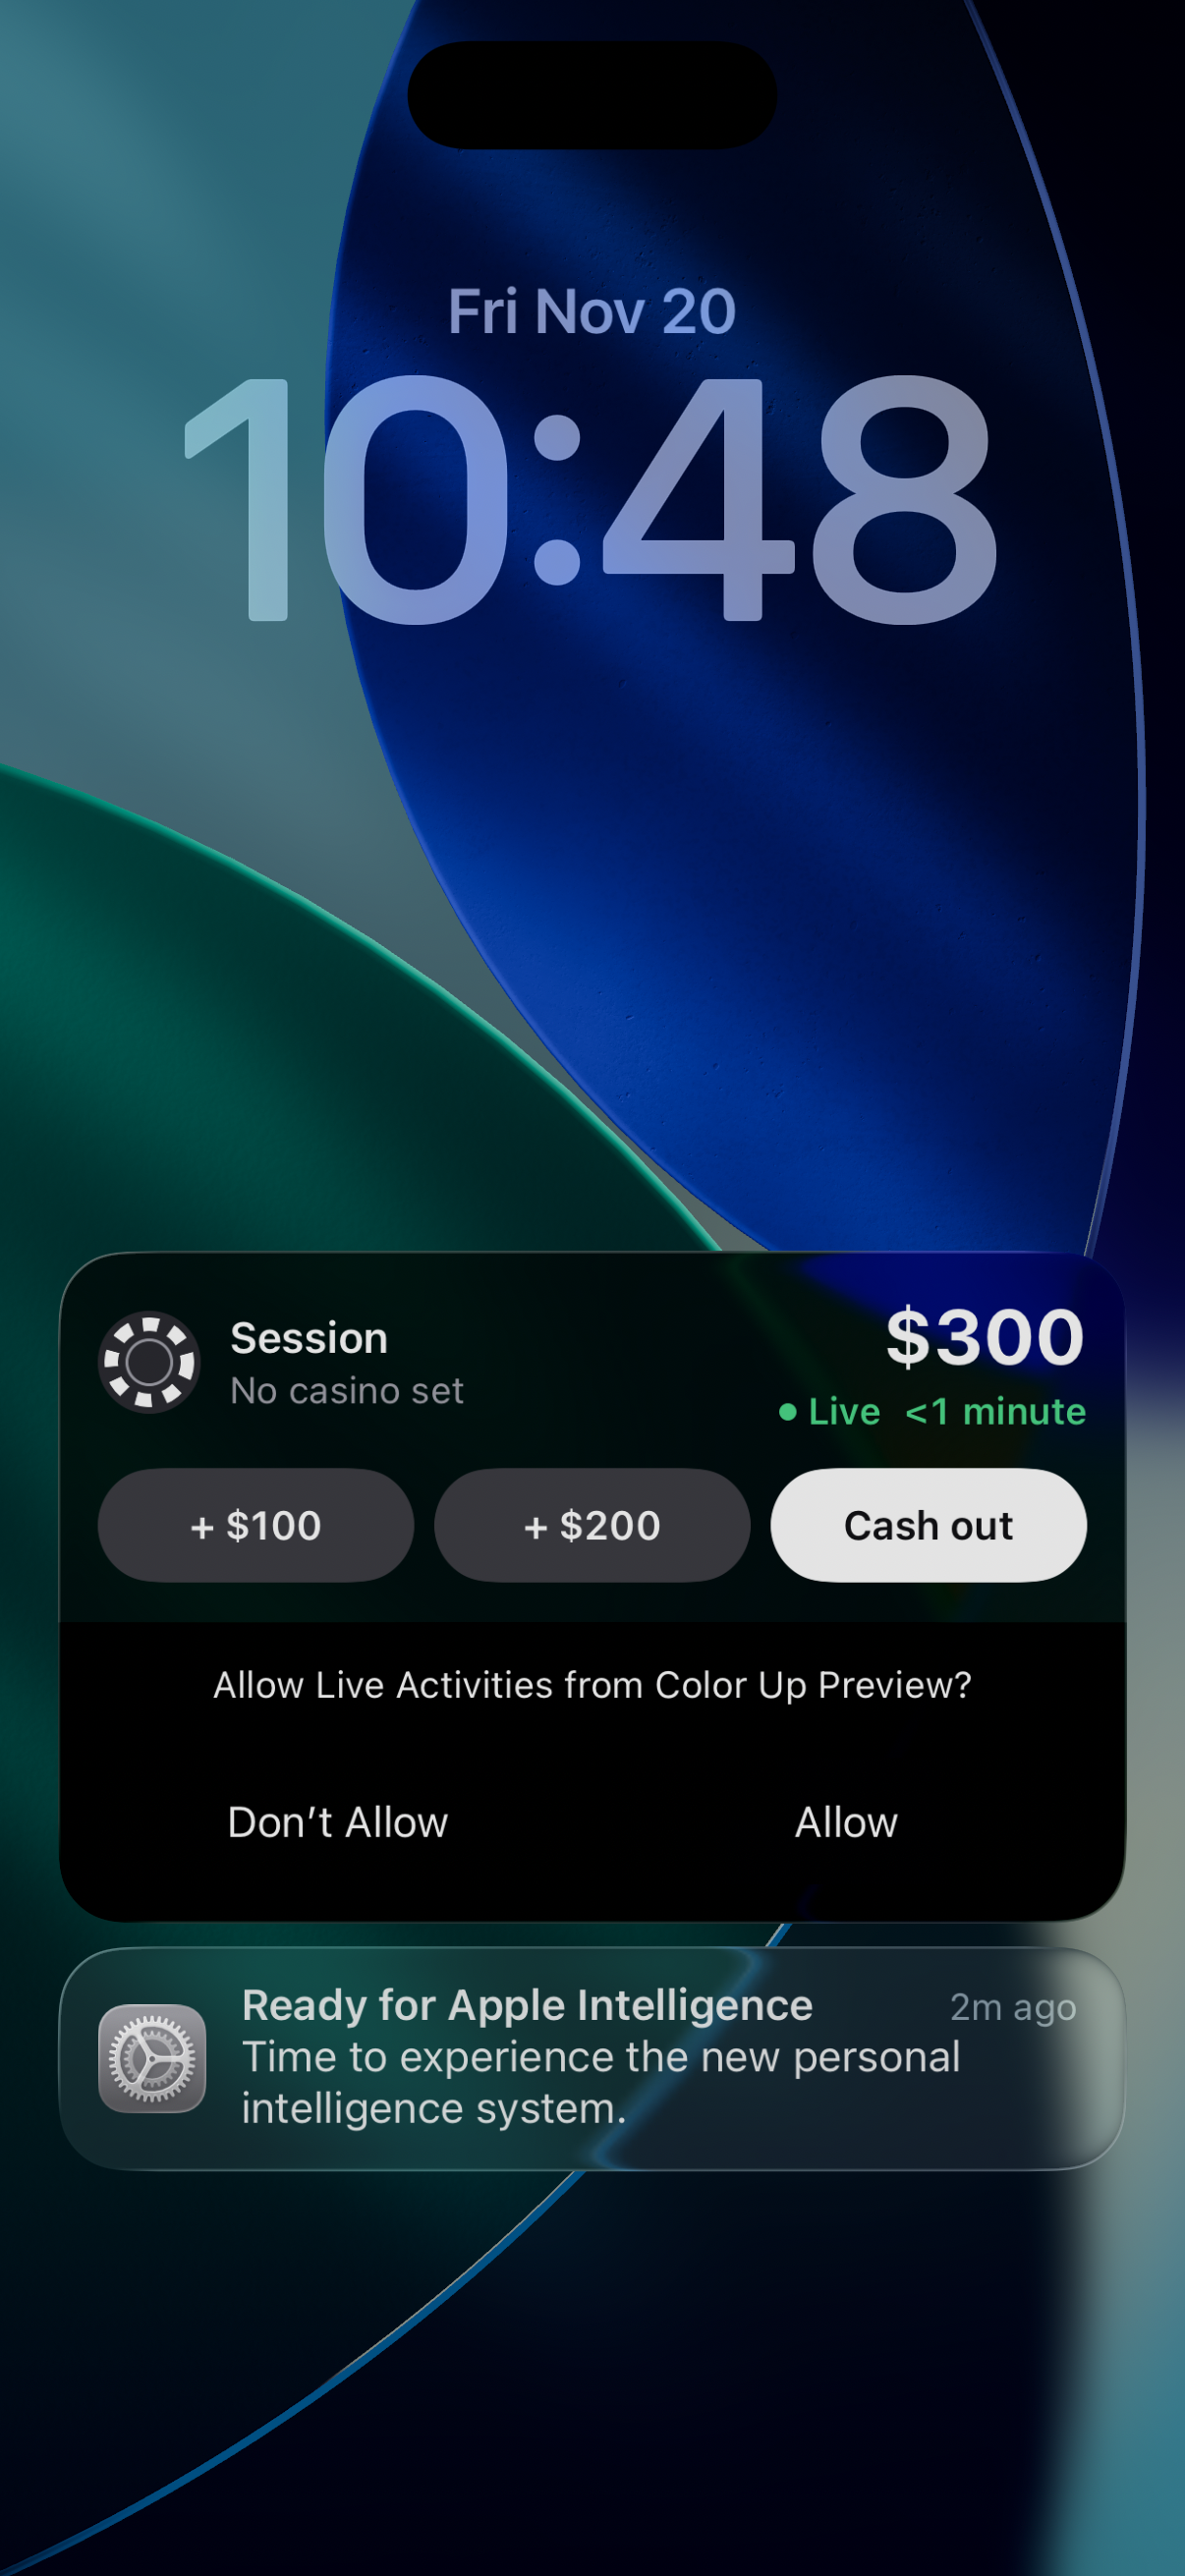 Fri Nov 20
10:48
Session
No casino set
$300
Live <1 minute
+ $100
+ $200
Cash out
Allow Live Activities from Color Up Preview?
Don’t Allow
Allow
Ready for Apple Intelligence
2m ago
Time to experience the new personal
intelligence system.